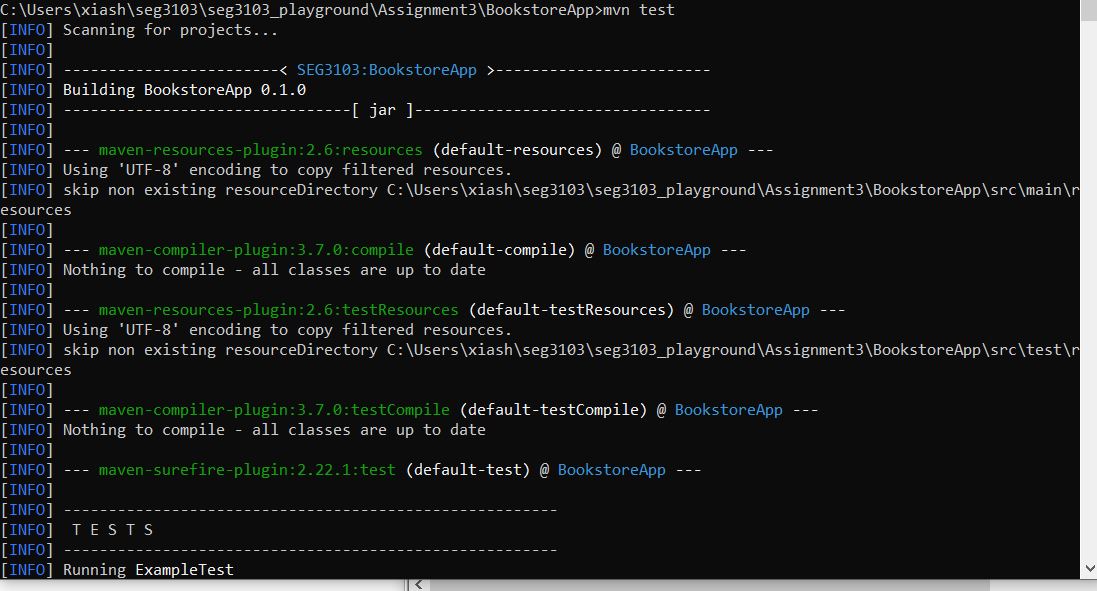 C:\Users\xiash\seg3103\seg3103_playground\Assignment3\BookstoreApp>mvn test
[INFO] Scanning for projects...
[INFO]
[INFO] ------------------------< SEG3103:BookstoreApp >------------------------
[INFO] Building BookstoreApp 0.1.0
[INFO] --------------------------------[ jar ]---------------------------------
[INFO]
[INFO] --- maven-resources-plugin:2.6:resources (default-resources) @ BookstoreApp ---
[INFO] Using 'UTF-8' encoding to copy filtered resources.
[INFO] skip non existing resourceDirectory C:\Users\xiash\seg3103\seg3103_playground\Assignment3\BookstoreApp\src\main\r
esources
[INFO]
[INFO] --- maven-compiler-plugin:3.7.0:compile (default-compile) @ BookstoreApp ---
[INFO] Nothing to compile - all classes are up to date
[INFO]
[INFO] --- maven-resources-plugin:2.6:testResources (default-testResources) @ BookstoreApp ---
[INFO] Using 'UTF-8' encoding to copy filtered resources.
[INFO] skip non existing resourceDirectory C:\Users\xiash\seg3103\seg3103_playground\Assignment3\BookstoreApp\src\test\r
esources
[INFO]
[INFO] --- maven-compiler-plugin:3.7.0:testCompile (default-testCompile) @ BookstoreApp ---
[INFO] Nothing to compile - all classes are up to date
[INFO]
[INFO] --- maven-surefire-plugin:2.22.1:test (default-test) @ BookstoreApp ---
[INFO]
[INFO] -------------------------------------------------------
[INFO]  T E S T S
[INFO] -------------------------------------------------------
[INFO] Running ExampleTest